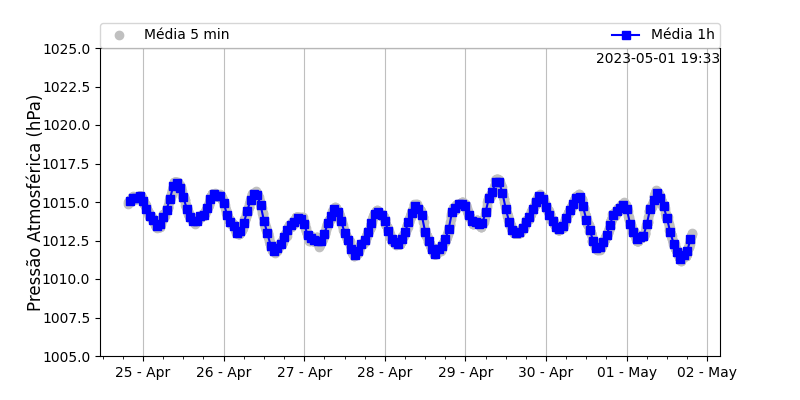 Média 5 min
Média 1h
2023-05-01 19:33
Pressão Atmosférica (hPa)
1025.0
1022.5
1020.0
1017.5
1015.0
1012.5
1010.0
1007.5
1005.0
25 - Apr
26 - Apr
27 - Apr
28 - Apr
29 - Apr
30 - Apr
01 - May
02 - May